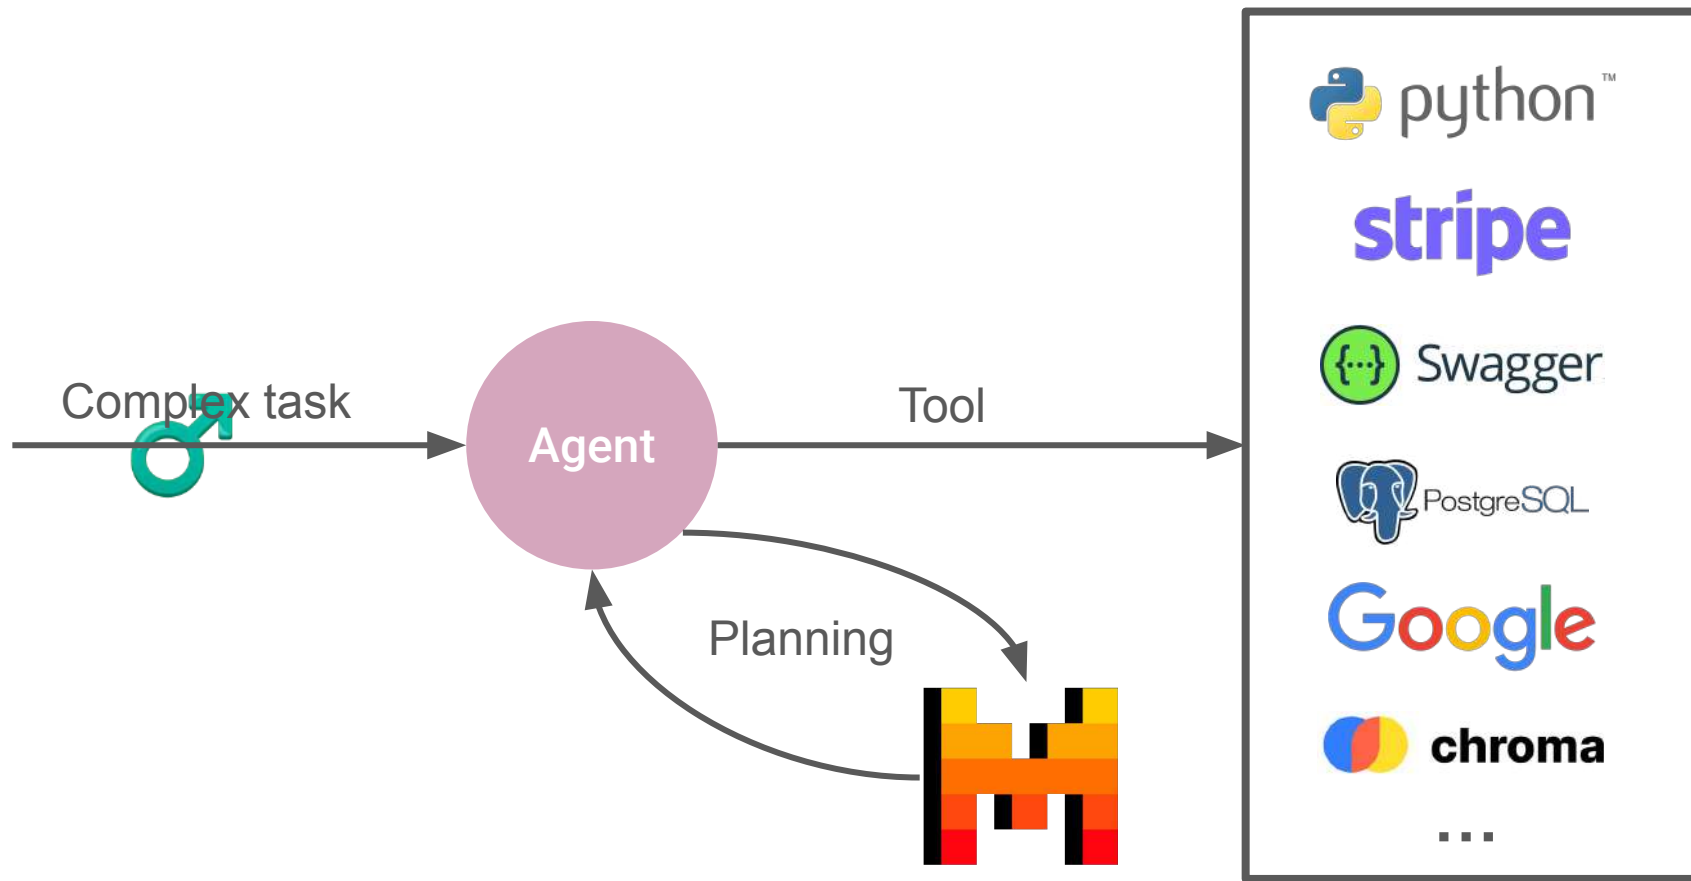 Complex task
Agent
Tool
Planning
python™
stripe
{···} Swagger
PostgreSQL
Google
chroma
...